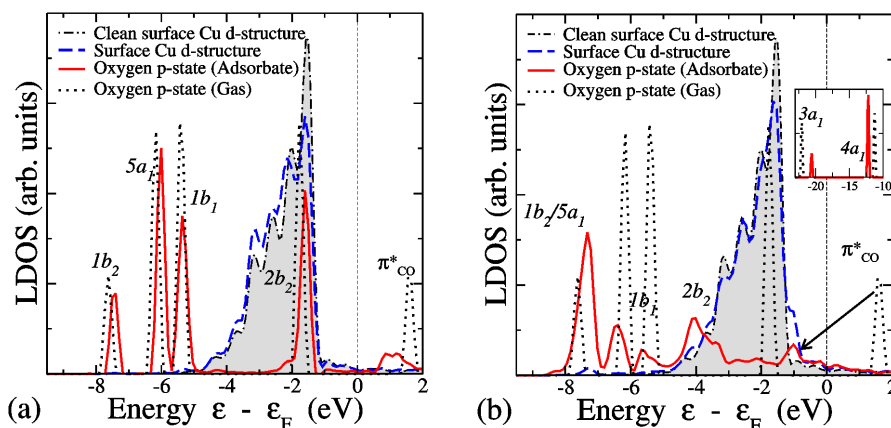 Clean surface Cu d-structure
Surface Cu d-structure
Oxygen p-state (Adsorbate)
Oxygen p-state (Gas)
5a₁
1b₁
1b₂
2b₂
π*CO
LDOS (arb. units)
-8 -6 -4 -2 0 2
(a) Energy ε - εF (eV)
Clean surface Cu d-structure
Surface Cu d-structure
Oxygen p-state (Adsorbate)
Oxygen p-state (Gas)
3a₁
4a₁
-20 -15 -10
1b₂/5a₁
1b₁
2b₂
π*CO
LDOS (arb. units)
-8 -6 -4 -2 0 2
(b) Energy ε - εF (eV)